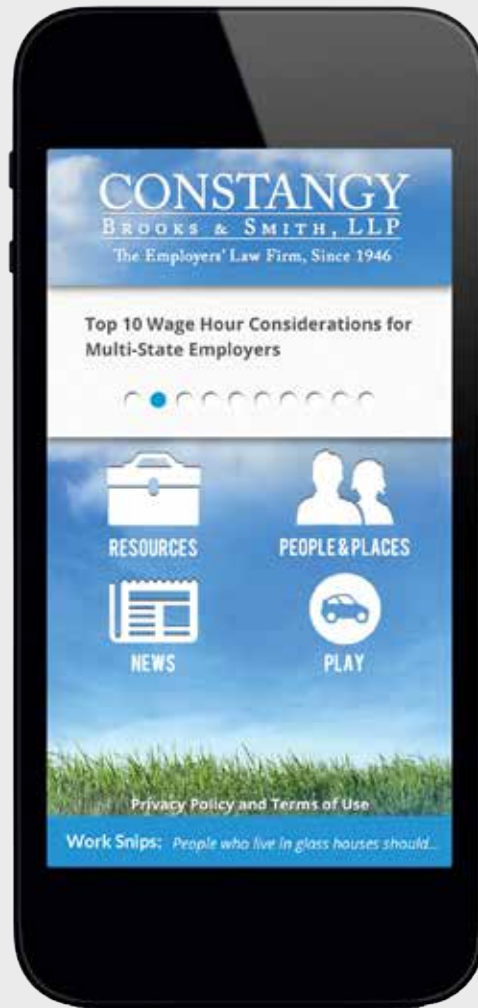 CONSTANGY
BROOKS & SMITH, LLP
The Employers' Law Firm, Since 1946
Top 10 Wage Hour Considerations for
Multi-State Employers
RESOURCES
PEOPLE & PLACES
NEWS
PLAY
Privacy Policy and Terms of Use
Work Snips: People who live in glass houses should...